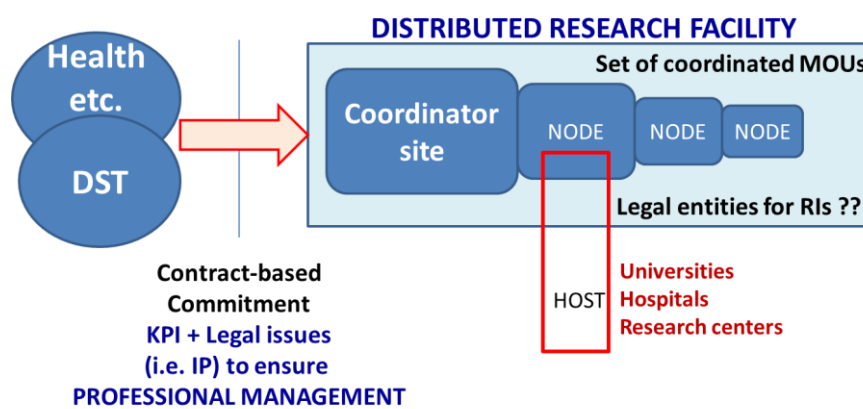 DISTRIBUTED RESEARCH FACILITY
Health
etc.
DST
Set of coordinated MOUs
Coordinator
site
NODE
NODE
NODE
Legal entities for RIs ??
Contract-based
Commitment
KPI + Legal issues
(i.e. IP) to ensure
PROFESSIONAL MANAGEMENT
HOST
Universities
Hospitals
Research centers